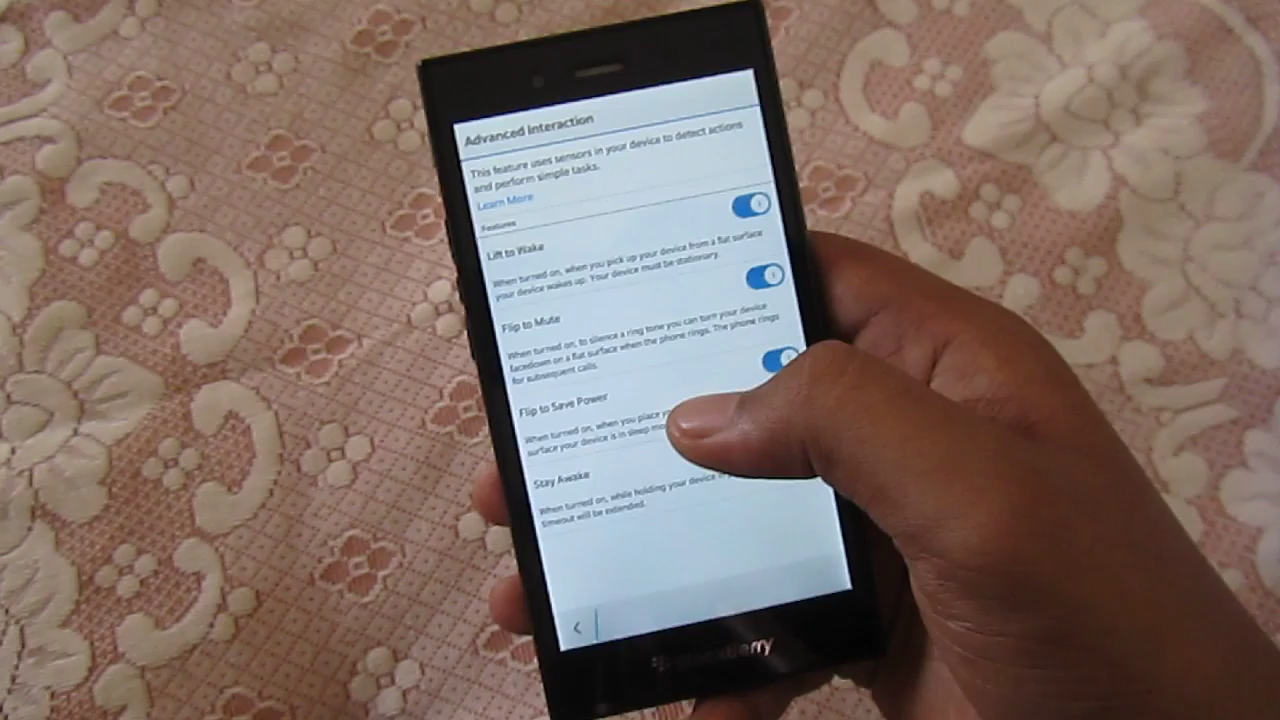 Advanced Interaction
This feature uses sensors in your device to detect actions
and perform simple tasks.
Learn More
Features
Lift to Wake
When turned on, when you pick up your device from a flat surface
your device wakes up. Your device must be stationary.
Flip to Mute
When turned on, to silence a ring tone you can turn your device
facedown on a flat surface when the phone rings. The phone rings
for subsequent calls.
Flip to Save Power
When turned on, when you place
surface your device is in sleep
Stay Awake
When turned on, while holding your device
timeout will be extended.
BlackBerry